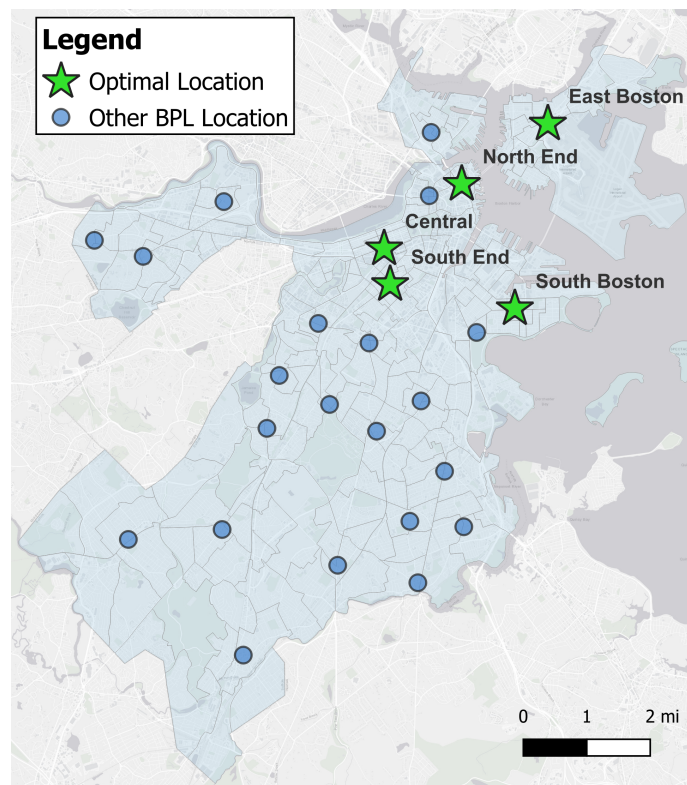 Legend
Optimal Location
Other BPL Location
East Boston
North End
Central
South End
South Boston
0 1 2 mi